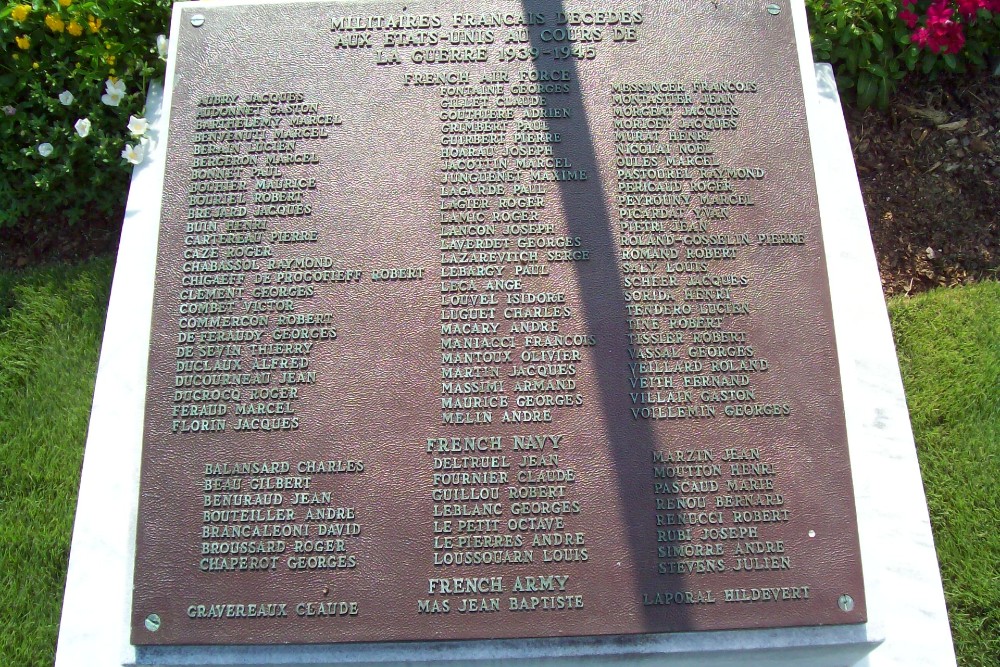 MILITAIRES FRANCAIS DECEDES
AUX ETATS-UNIS AU COURS DE
LA GUERRE 1939-1945
FRENCH AIR FORCE
AUBRY JACQUES
AUDONNET GASTON
BARTHELEMY MARCEL
BENVENUTI MARCEL
BERLIN LUCIEN
BERGERON MARCEL
BONNET PAUL
BOUHIER MAURICE
BOURIEL ROGER
BREJARD JACQUES
BUIN HENRI
CARTEREAU PIERRE
CAZE ROGER
CHABASSOL RAYMOND
CHIGAEFF DE PROCOFIEFF ROBERT
CLEMENT GEORGES
COMBET VICTOR
COMMERCON ROBERT
DE FERAUDY GEORGES
DE SEVIN THIERRY
DUCLAUX ALFRED
DUCOURNEAU JEAN
DUCROCQ ROGER
FERAUD MARCEL
FLORIN JACQUES
FONTAINE GEORGES
GILLET CLAUDE
GOUTHIERE ADRIEN
GRIMBERT PAUL
GUIRBERT PIERRE
HOARAU JOSEPH
JACOTTIN MARCEL
JUNGUENET MAXIME
LAGARDE PAUL
LAGIER ROGER
LAMIC ROGER
LANCON JOSEPH
LAVERDET GEORGES
LAZAREVITCH SERGE
LEBARGY PAUL
LECA ANGE
LOUVEL ISIDORE
LUGUET CHARLES
MACARY ANDRE
MANIACCI FRANCOIS
MANTOUX OLIVIER
MARTIN JACQUES
MASSIMI ARMAND
MAURICE GEORGES
MELIN ANDRE
MESSINGER FRANCOIS
MONTASTIER JEAN
MORGEAT JACQUES
MORICET JACQUES
MURIT HENRI
NICOLAI NOEL
OULES MARCEL
PASTOUREL RAYMOND
PERICAUD ROGER
PEYROUNY MARCEL
PICARDAT YVAN
PIETRI JEAN
ROLAND-GOSSELIN PIERRE
ROMAND ROBERT
SALY LOUIS
SCHEER JACQUES
SORIDA HENRI
TENDERO LUCIEN
TINE ROBERT
TISSIER ROBERT
VASSAL GEORGES
VEILLARD ROLAND
VEITH FERNAND
VILLAIN GASTON
VOILLEMIN GEORGES
FRENCH NAVY
BALANSARD CHARLES
BEAU GILBERT
BENURAUD JEAN
BOUTEILLER ANDRE
BRANCALEONI DAVID
BROUSSARD ROGER
CHAPEROT GEORGES
DELTRUEL JEAN
FOURNIER CLAUDE
GUILLOU ROBERT
LEBLANC GEORGES
LE PETIT OCTAVE
LE PIERRES ANDRE
LOUSSOUARN LOUIS
MARZIN JEAN
MOUTTON HENRI
PASCAUD MARIE
RENOU BERNARD
RENUCCI ROBERT
RUBI JOSEPH
SIMORRE ANDRE
STEVENS JULIEN
FRENCH ARMY
GRAVEREAUX CLAUDE
MAS JEAN BAPTISTE
LAPORAL HILDEVERT